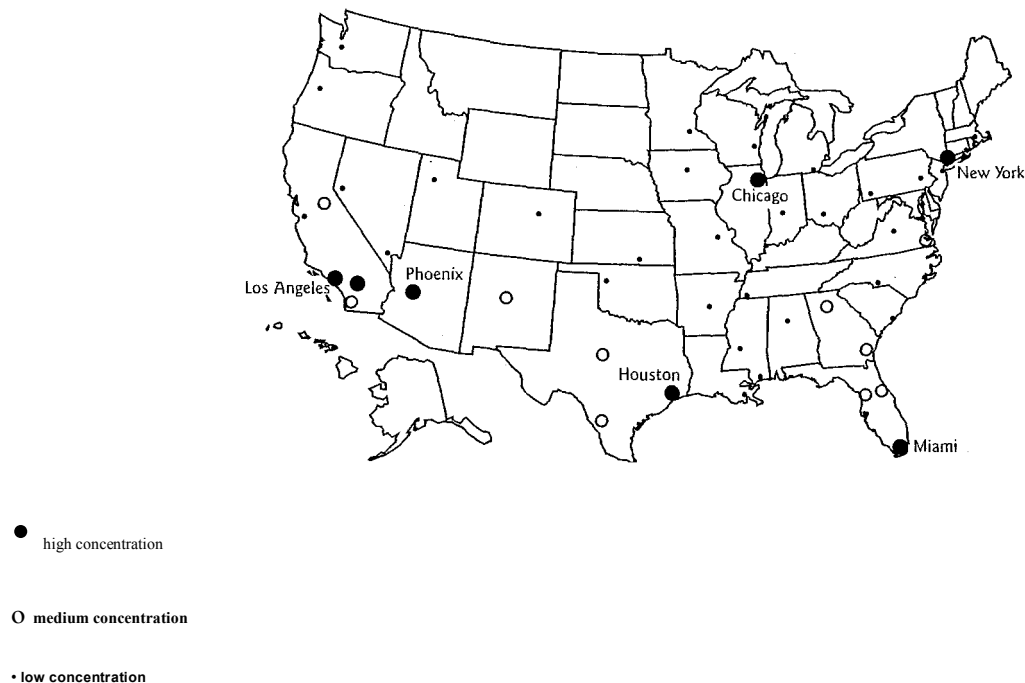 New York
Chicago
Phoenix
Los Angeles
Houston
Miami
high concentration
O medium concentration
• low concentration